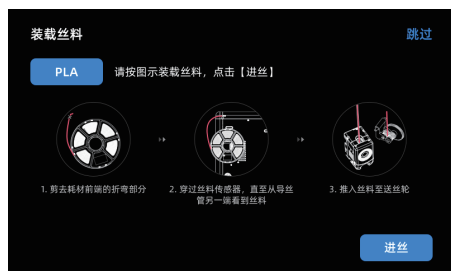 装载丝料
跳过
PLA
请按图示装载丝料，点击【进丝】
1. 剪去耗材前端的折弯部分
2. 穿过丝料传感器，直至从导丝
管另一端看到丝料
3. 推入丝料至送丝轮
进丝